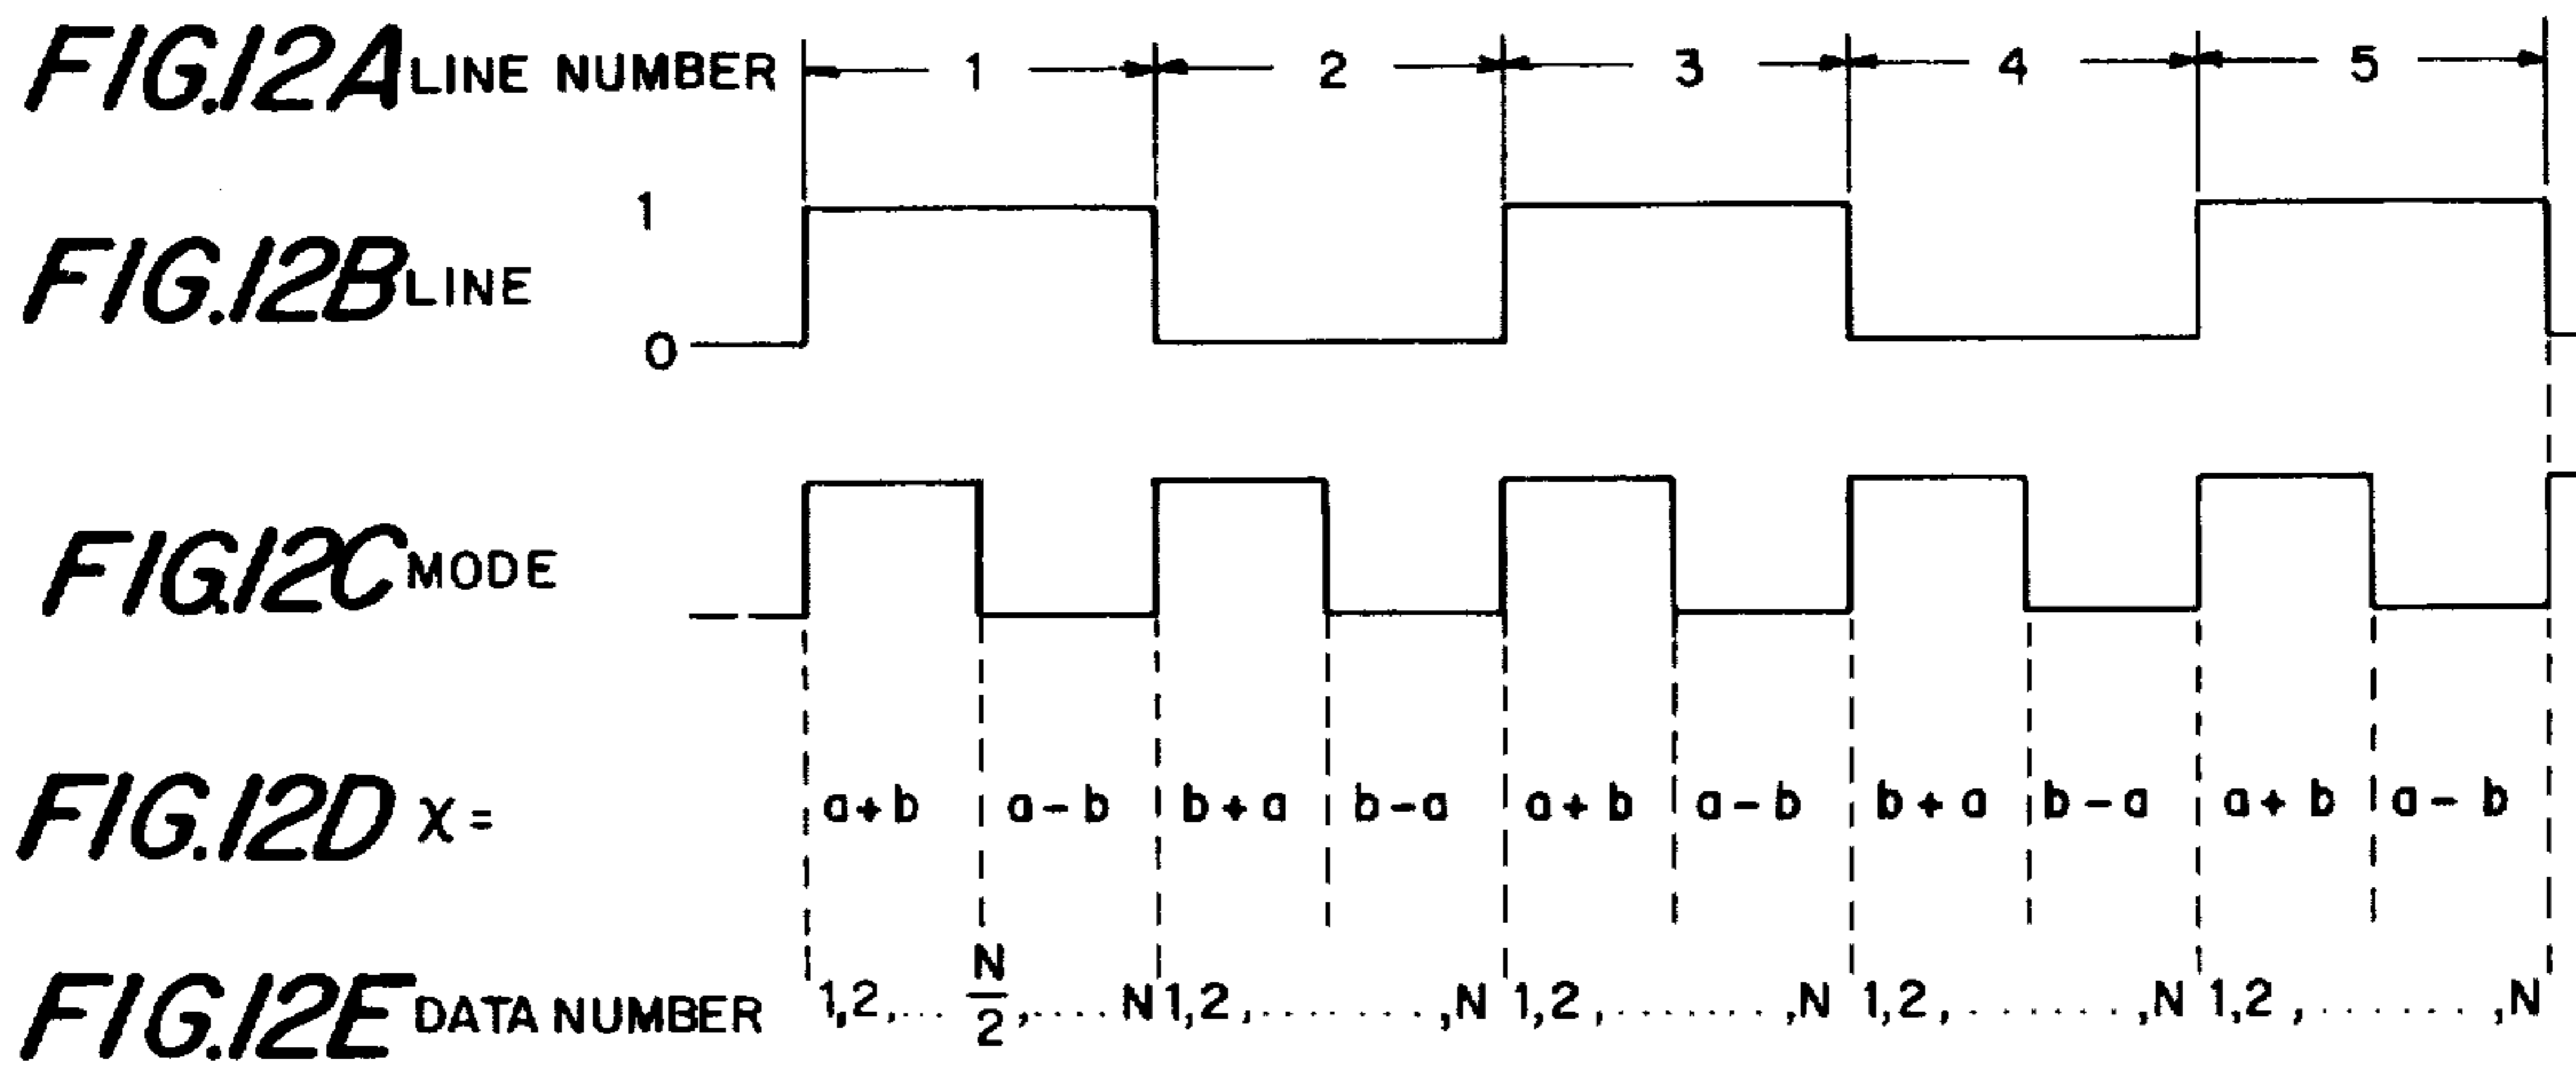 FIG.12A LINE NUMBER 1 2 3 4 5
1
FIG.12B LINE
0
FIG.12C MODE
FIG.12D x = a+b a-b b+a b-a a+b a-b b+a b-a a+b a-b
FIG.12E DATA NUMBER 1,2,... N/2 ,.... N 1,2,.......,N 1,2,.......,N 1,2,.......,N 1,2,.......,N